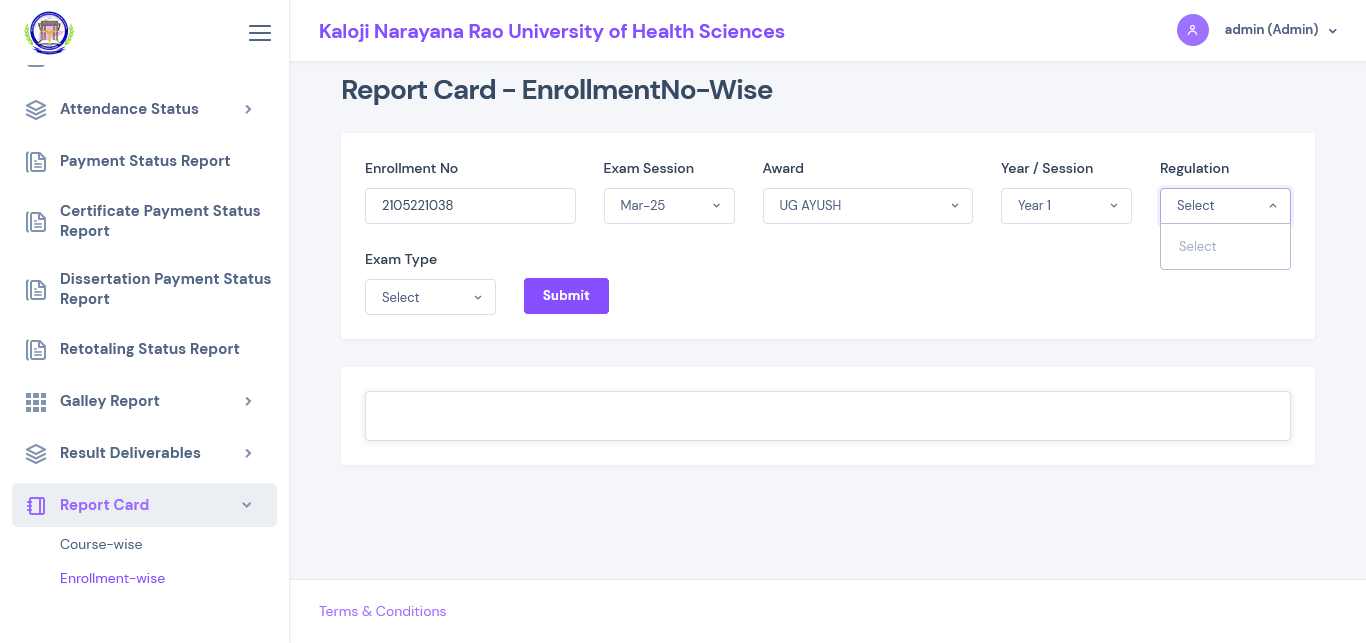 Kaloji Narayana Rao University of Health Sciences
admin (Admin)
Attendance Status
Payment Status Report
Certificate Payment Status
Report
Dissertation Payment Status
Report
Retotaling Status Report
Galley Report
Result Deliverables
Report Card
Course-wise
Enrollment-wise
Report Card - EnrollmentNo-Wise
Enrollment No
2105221038
Exam Session
Mar-25
Award
UG AYUSH
Year / Session
Year 1
Regulation
Select
Select
Exam Type
Select
Submit
Terms & Conditions